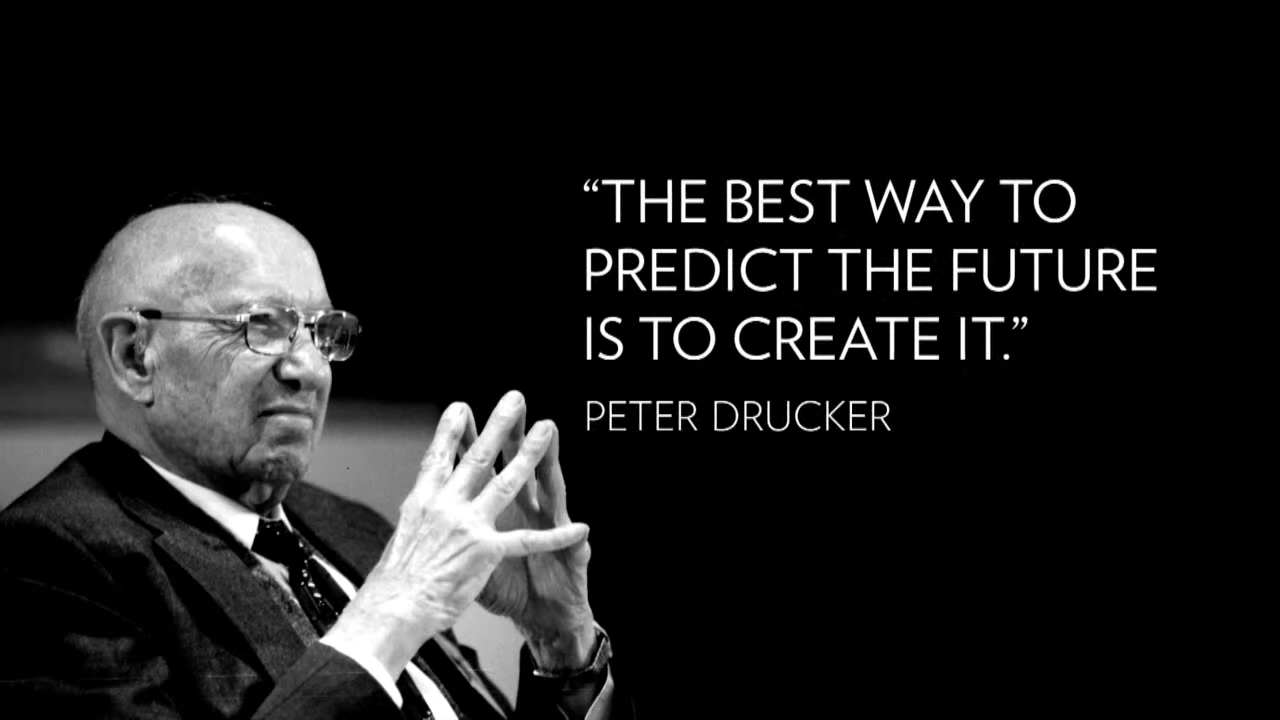 “THE BEST WAY TO
PREDICT THE FUTURE
IS TO CREATE IT.”
PETER DRUCKER